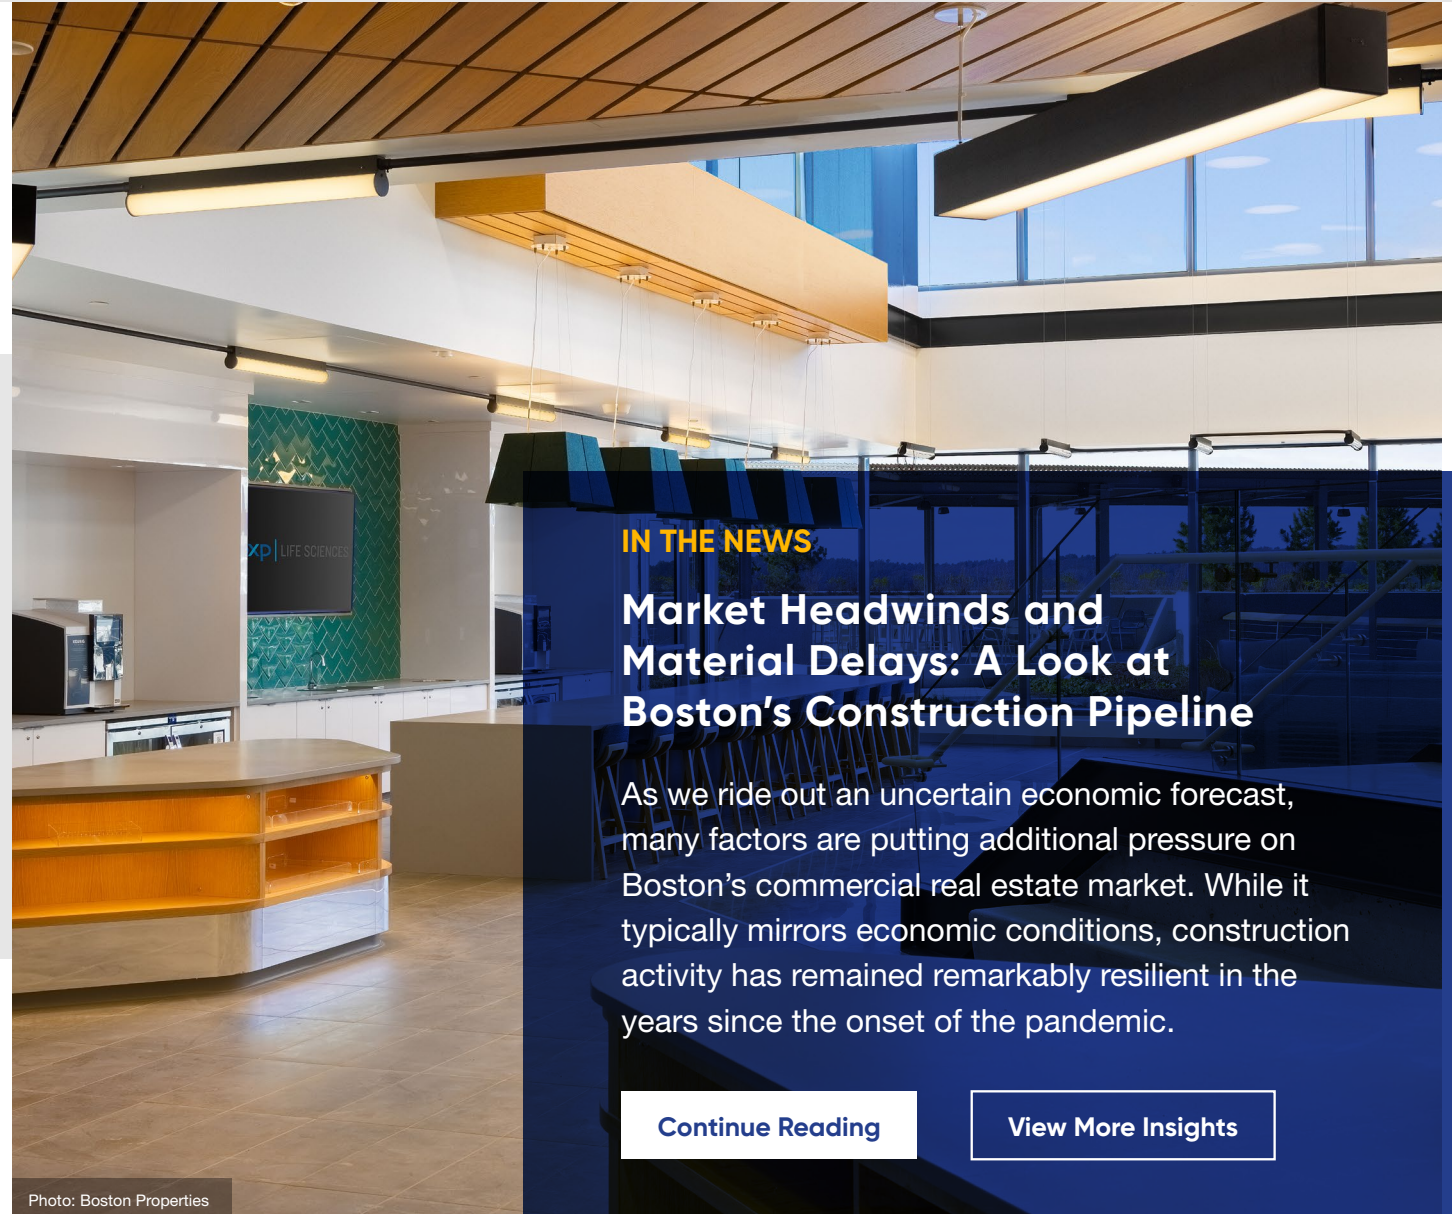 xp | LIFE SCIENCES
IN THE NEWS
Market Headwinds and
Material Delays: A Look at
Boston’s Construction Pipeline
As we ride out an uncertain economic forecast,
many factors are putting additional pressure on
Boston’s commercial real estate market. While it
typically mirrors economic conditions, construction
activity has remained remarkably resilient in the
years since the onset of the pandemic.
Continue Reading
View More Insights
Photo: Boston Properties